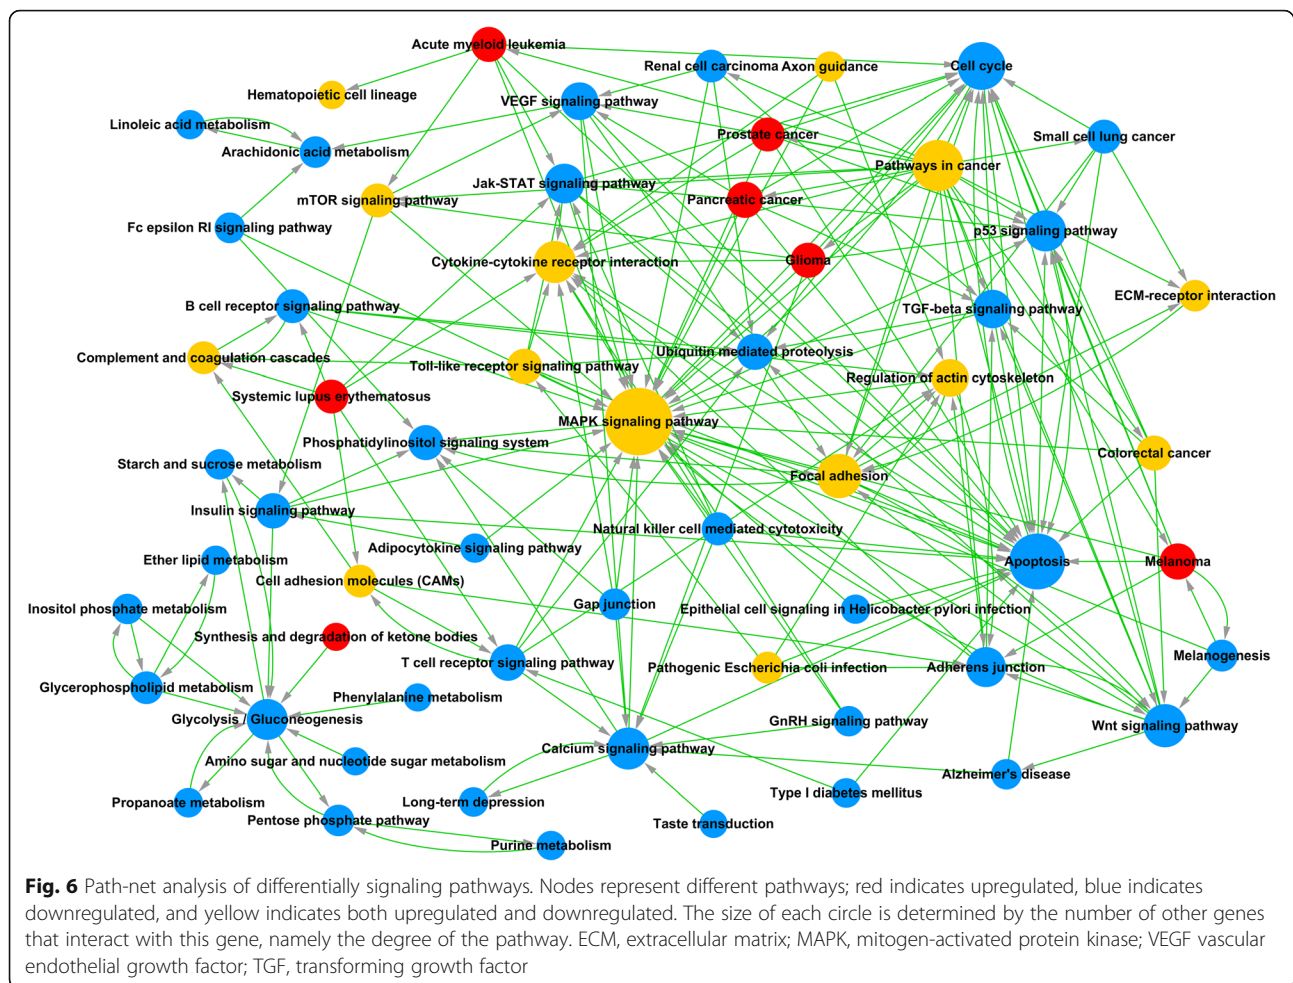 Acute myeloid leukemia
Renal cell carcinoma
Axon guidance
Cell cycle
Hematopoietic cell lineage
VEGF signaling pathway
Linoleic acid metabolism
Prostate cancer
Small cell lung cancer
Arachidonic acid metabolism
Pathways in cancer
Jak-STAT signaling pathway
mTOR signaling pathway
Pancreatic cancer
Fc epsilon RI signaling pathway
p53 signaling pathway
Cytokine-cytokine receptor interaction
Glioma
ECM-receptor interaction
B cell receptor signaling pathway
TGF-beta signaling pathway
Ubiquitin mediated proteolysis
Complement and coagulation cascades
Toll-like receptor signaling pathway
Regulation of actin cytoskeleton
Systemic lupus erythematosus
MAPK signaling pathway
Phosphatidylinositol signaling system
Colorectal cancer
Starch and sucrose metabolism
Focal adhesion
Insulin signaling pathway
Natural killer cell mediated cytotoxicity
Adipocytokine signaling pathway
Ether lipid metabolism
Apoptosis
Melanoma
Cell adhesion molecules (CAMs)
Inositol phosphate metabolism
Gap junction
Epithelial cell signaling in Helicobacter pylori infection
Synthesis and degradation of ketone bodies
Melanogenesis
T cell receptor signaling pathway
Pathogenic Escherichia coli infection
Adherens junction
Glycerophospholipid metabolism
Phenylalanine metabolism
Glycolysis / Gluconeogenesis
GnRH signaling pathway
Wnt signaling pathway
Calcium signaling pathway
Amino sugar and nucleotide sugar metabolism
Alzheimer's disease
Type I diabetes mellitus
Propanoate metabolism
Long-term depression
Pentose phosphate pathway
Taste transduction
Purine metabolism
Fig. 6 Path-net analysis of differentially signaling pathways. Nodes represent different pathways; red indicates upregulated, blue indicates
downregulated, and yellow indicates both upregulated and downregulated. The size of each circle is determined by the number of other genes
that interact with this gene, namely the degree of the pathway. ECM, extracellular matrix; MAPK, mitogen-activated protein kinase; VEGF vascular
endothelial growth factor; TGF, transforming growth factor